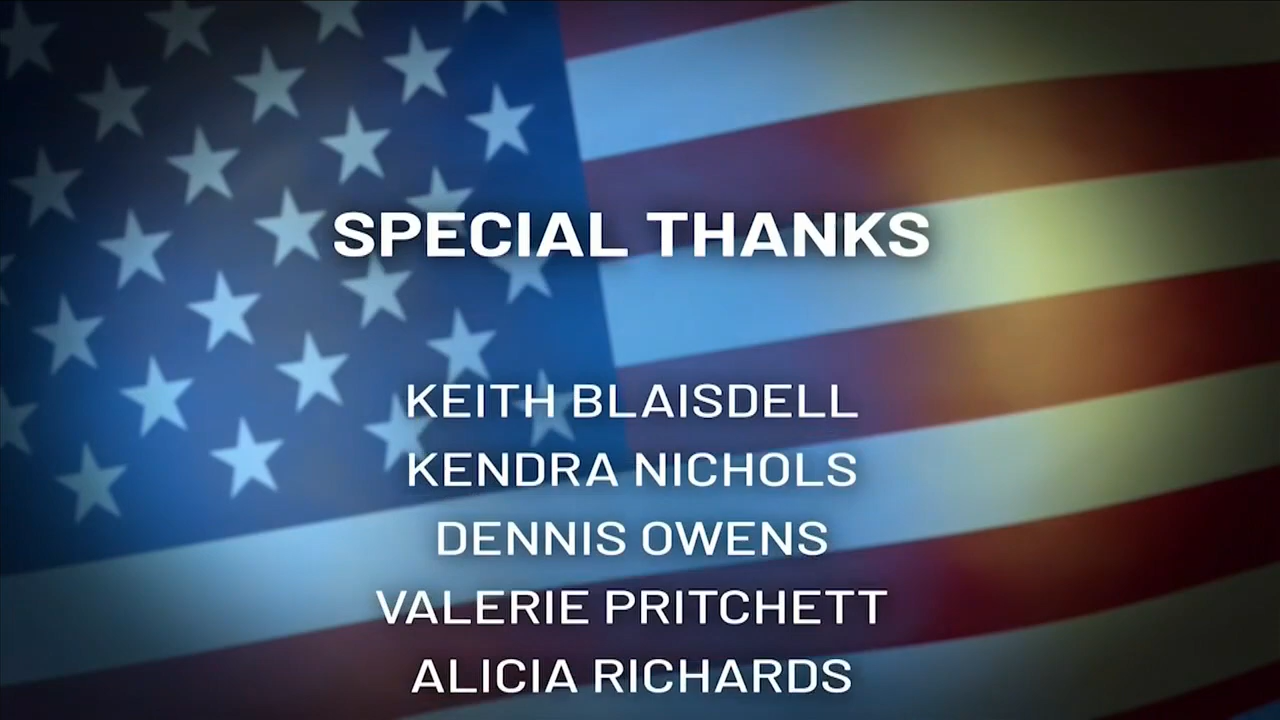 SPECIAL THANKS
KEITH BLAISDELL
KENDRA NICHOLS
DENNIS OWENS
VALERIE PRITCHETT
ALICIA RICHARDS